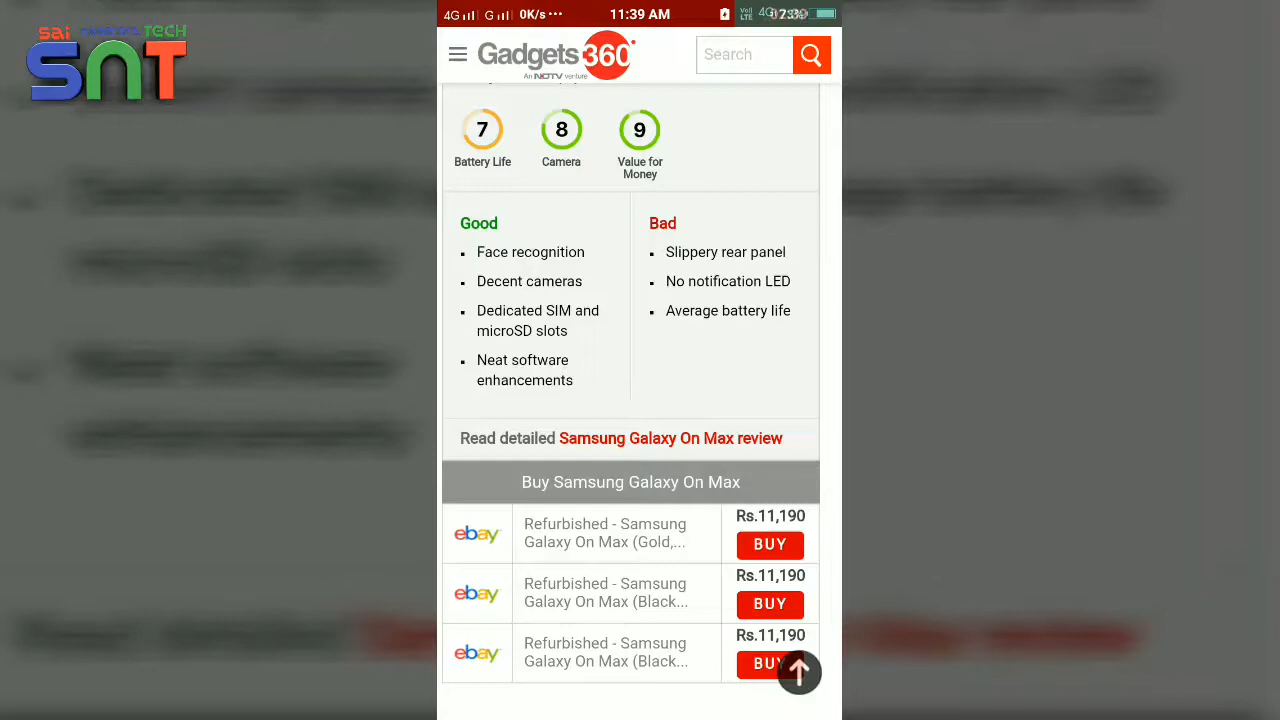 sai
TECH
SNT
4G G 0K/s ••• 11:39 AM
VoU LTE 4G
Gadgets 360
An NDTV venture
Search
7 8 9
Battery Life Camera Value for
Money
Good
Face recognition
Decent cameras
Dedicated SIM and
microSD slots
Neat software
enhancements
Bad
Slippery rear panel
No notification LED
Average battery life
Read detailed Samsung Galaxy On Max review
Buy Samsung Galaxy On Max
ebay Refurbished - Samsung Rs.11,190
Galaxy On Max (Gold,... BUY
ebay Refurbished - Samsung Rs.11,190
Galaxy On Max (Black... BUY
ebay Refurbished - Samsung Rs.11,190
Galaxy On Max (Black... BUY